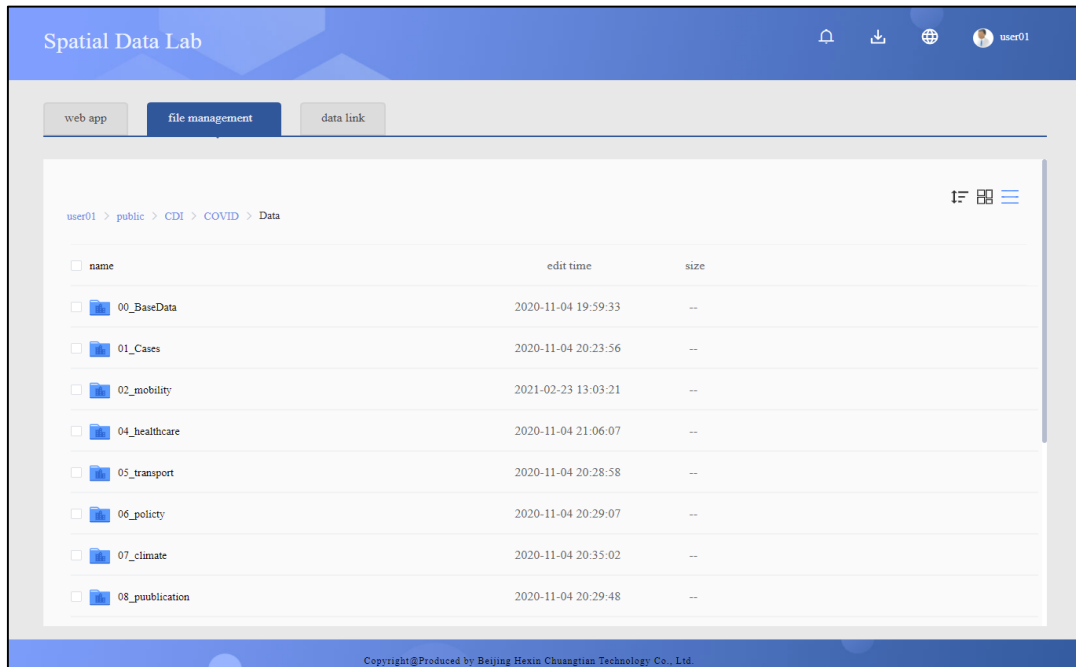 Spatial Data Lab
user01
web app file management data link
user01 > public > CDI > COVID > Data
name edit time size
00_BaseData 2020-11-04 19:59:33 --
01_Cases 2020-11-04 20:23:56 --
02_mobility 2021-02-23 13:03:21 --
04_healthcare 2020-11-04 21:06:07 --
05_transport 2020-11-04 20:28:58 --
06_policty 2020-11-04 20:29:07 --
07_climate 2020-11-04 20:35:02 --
08_puublication 2020-11-04 20:29:48 --
Copyright@Produced by Beijing Hexin Chuangtian Technology Co., Ltd.